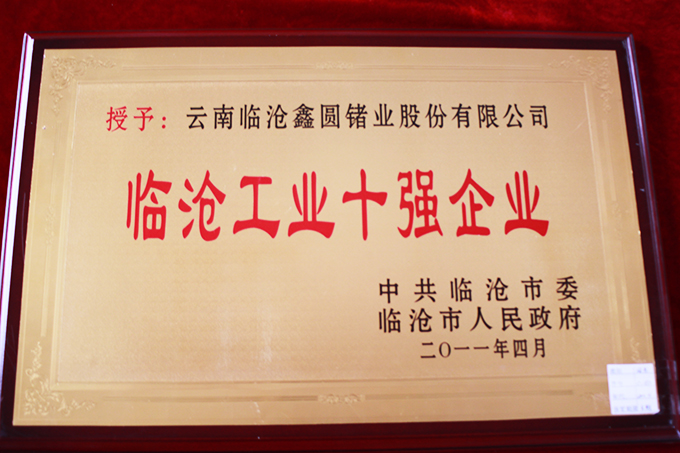 授予：云南临沧鑫圆锗业股份有限公司
临沧工业十强企业
中共临沧市委
临沧市人民政府
二〇一一年四月